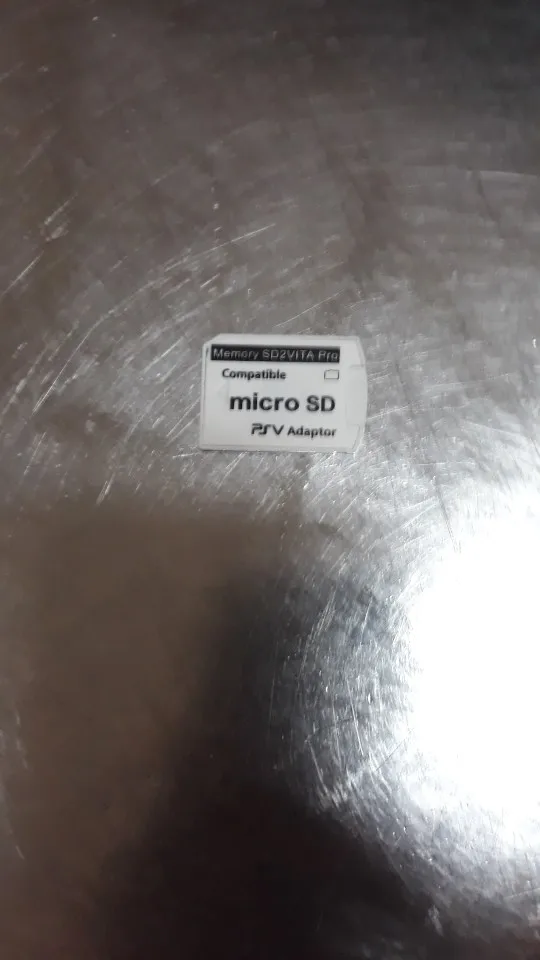 Memory SD2VITA Pro
Compatible
micro SD
PSV Adaptor